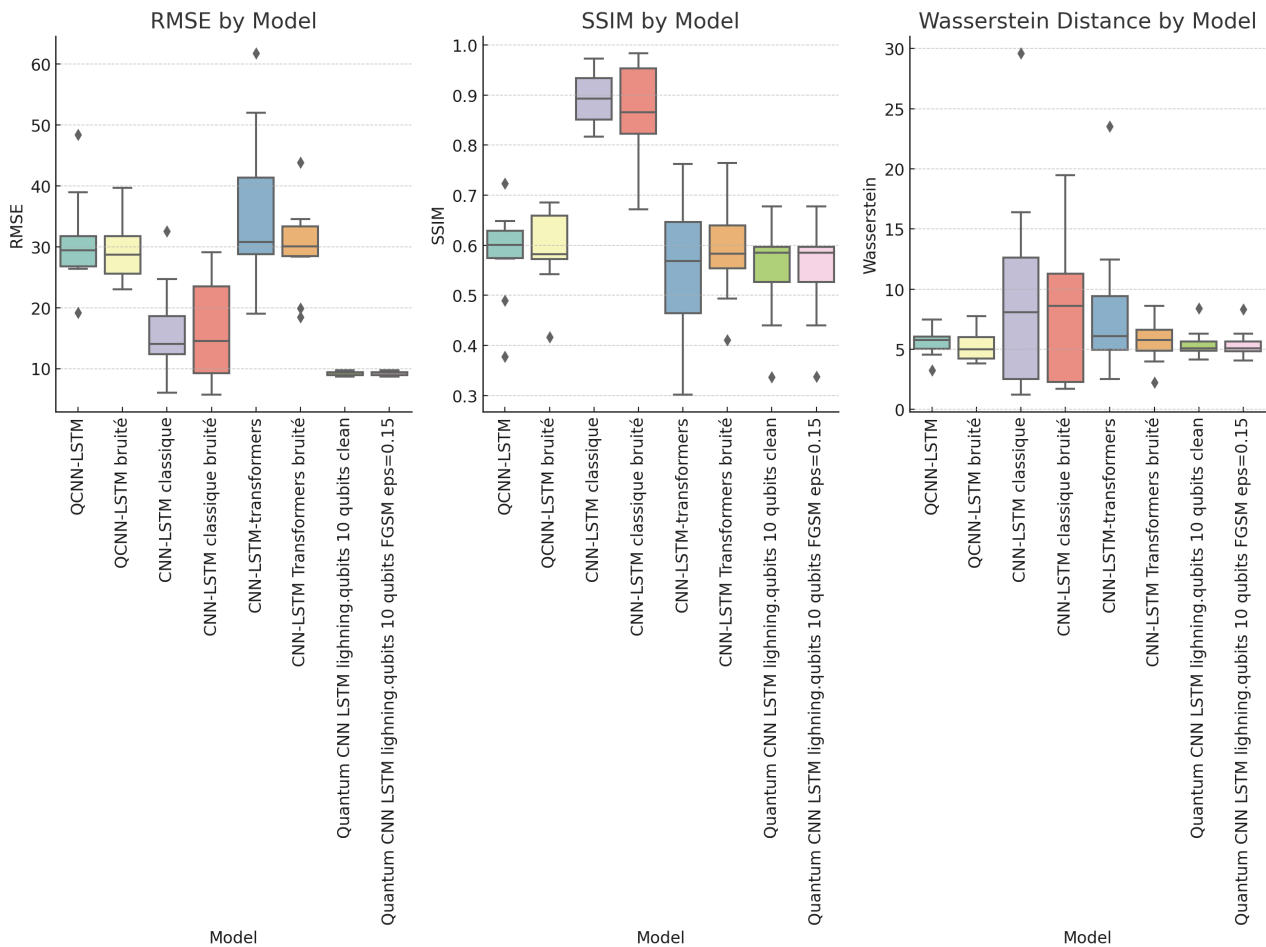 RMSE by Model
RMSE
60
50
40
30
20
10
QCNN-LSTM
QCNN-LSTM bruité
CNN-LSTM classique
CNN-LSTM classique bruité
CNN-LSTM-transformers
CNN-LSTM Transformers bruité
Quantum CNN LSTM lighning.qubits 10 qubits clean
Quantum CNN LSTM lighning.qubits 10 qubits FGSM eps=0.15
Model
SSIM by Model
SSIM
1.0
0.9
0.8
0.7
0.6
0.5
0.4
0.3
QCNN-LSTM
QCNN-LSTM bruité
CNN-LSTM classique
CNN-LSTM classique bruité
CNN-LSTM-transformers
CNN-LSTM Transformers bruité
Quantum CNN LSTM lighning.qubits 10 qubits clean
Quantum CNN LSTM lighning.qubits 10 qubits FGSM eps=0.15
Model
Wasserstein Distance by Model
Wasserstein
30
25
20
15
10
5
0
QCNN-LSTM
QCNN-LSTM bruité
CNN-LSTM classique
CNN-LSTM classique bruité
CNN-LSTM-transformers
CNN-LSTM Transformers bruité
Quantum CNN LSTM lighning.qubits 10 qubits clean
Quantum CNN LSTM lighning.qubits 10 qubits FGSM eps=0.15
Model